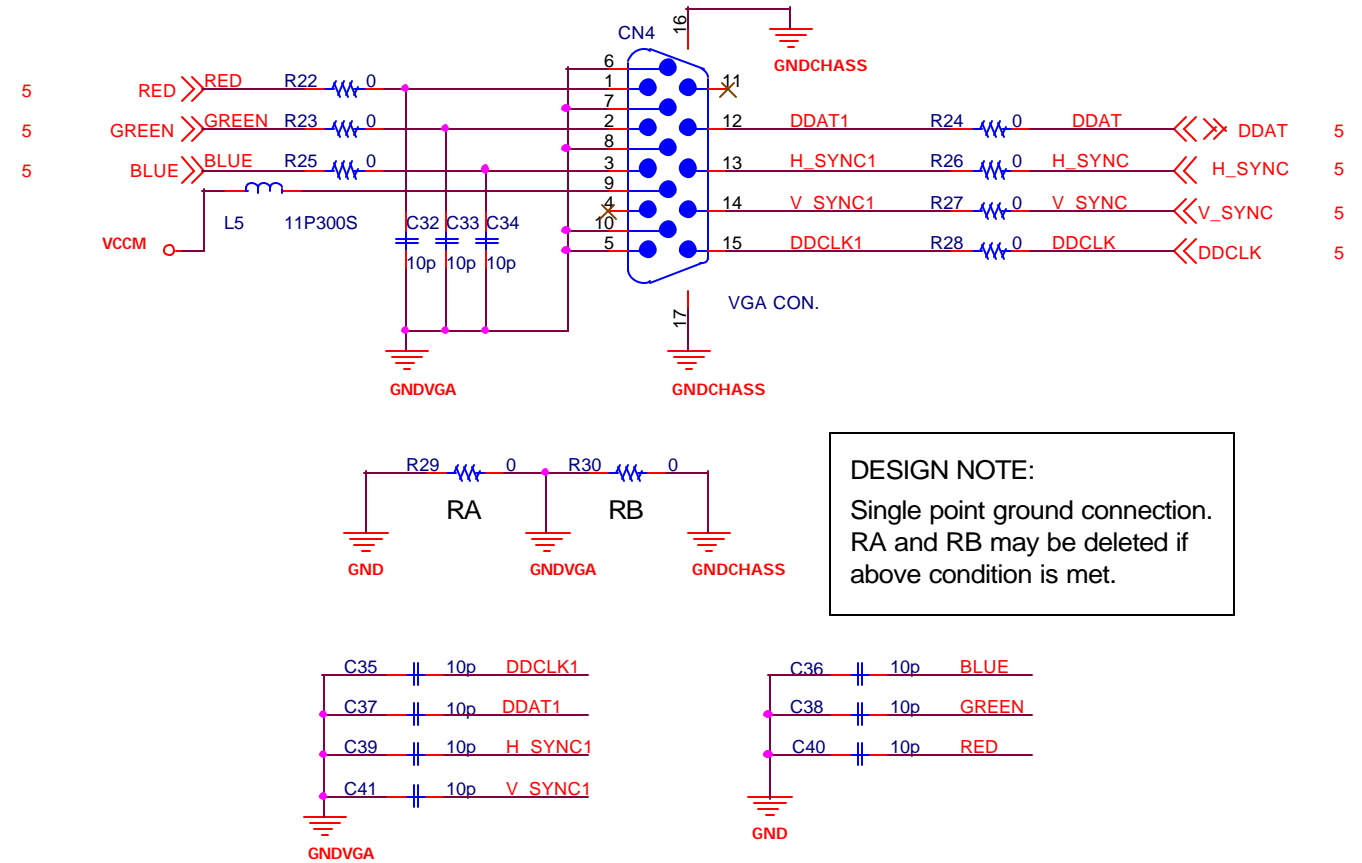 16
CN4
GNDCHASS
6
5 RED RED R22 0 1 11
7
5 GREEN GREEN R23 0 2 12 DDAT1 R24 0 DDAT DDAT 5
8
5 BLUE BLUE R25 0 3 13 H_SYNC1 R26 0 H_SYNC H_SYNC 5
9
4 14 V_SYNC1 R27 0 V_SYNC V_SYNC 5
L5 11P300S C32 C33 C34 10
VCCM 5 15 DDCLK1 R28 0 DDCLK DDCLK 5
10p 10p 10p
VGA CON.
17
GNDVGA GNDCHASS
R29 0 R30 0
RA RB
GND GNDVGA GNDCHASS
DESIGN NOTE:
Single point ground connection.
RA and RB may be deleted if
above condition is met.
C35 10p DDCLK1
C37 10p DDAT1
C39 10p H_SYNC1
C41 10p V_SYNC1
GNDVGA
C36 10p BLUE
C38 10p GREEN
C40 10p RED
GND